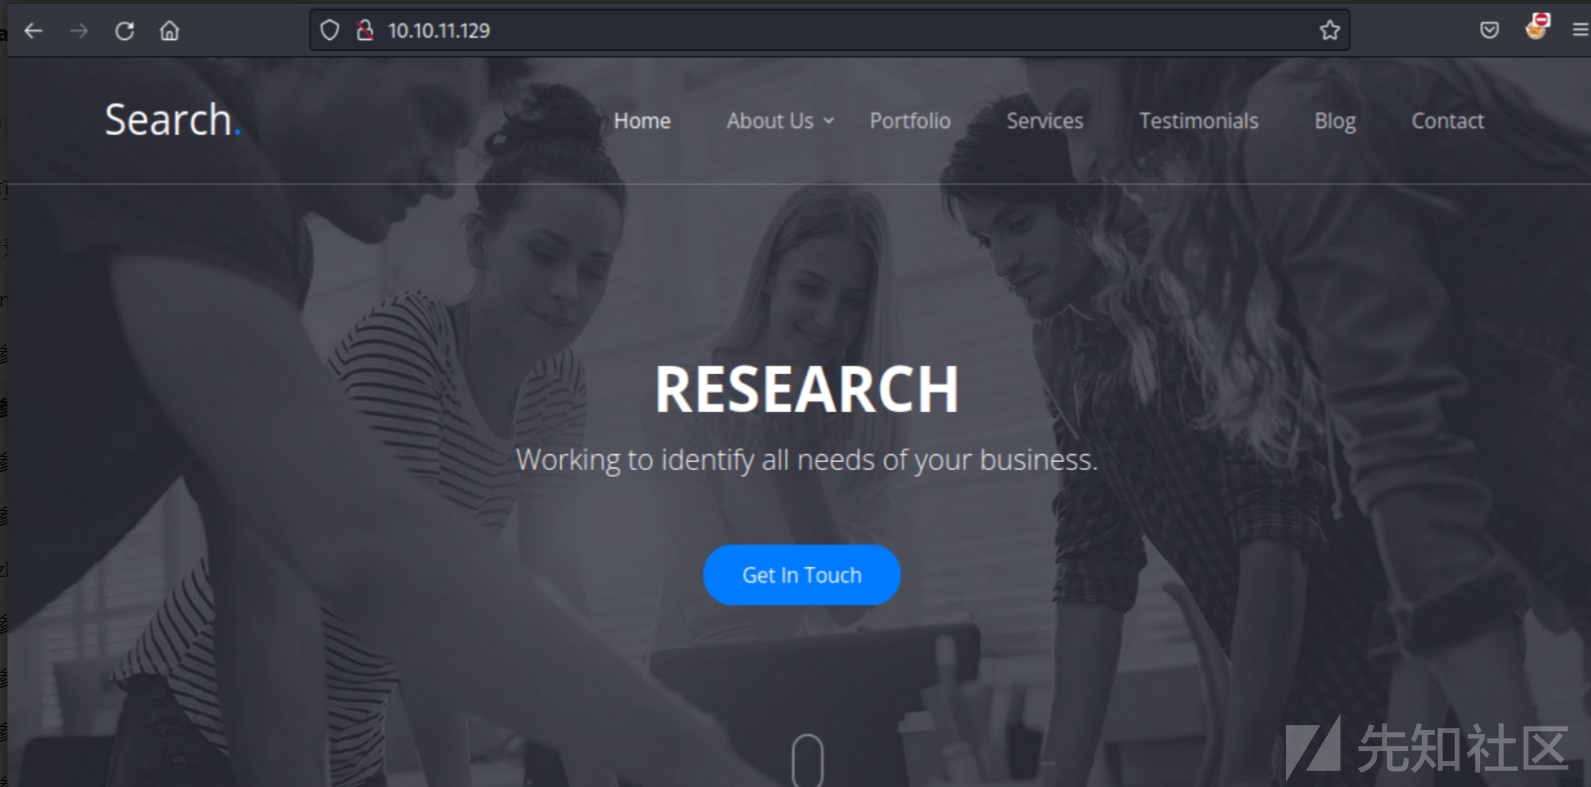 10.10.11.129
Search.
Home About Us Portfolio Services Testimonials Blog Contact
RESEARCH
Working to identify all needs of your business.
Get In Touch
先知社区